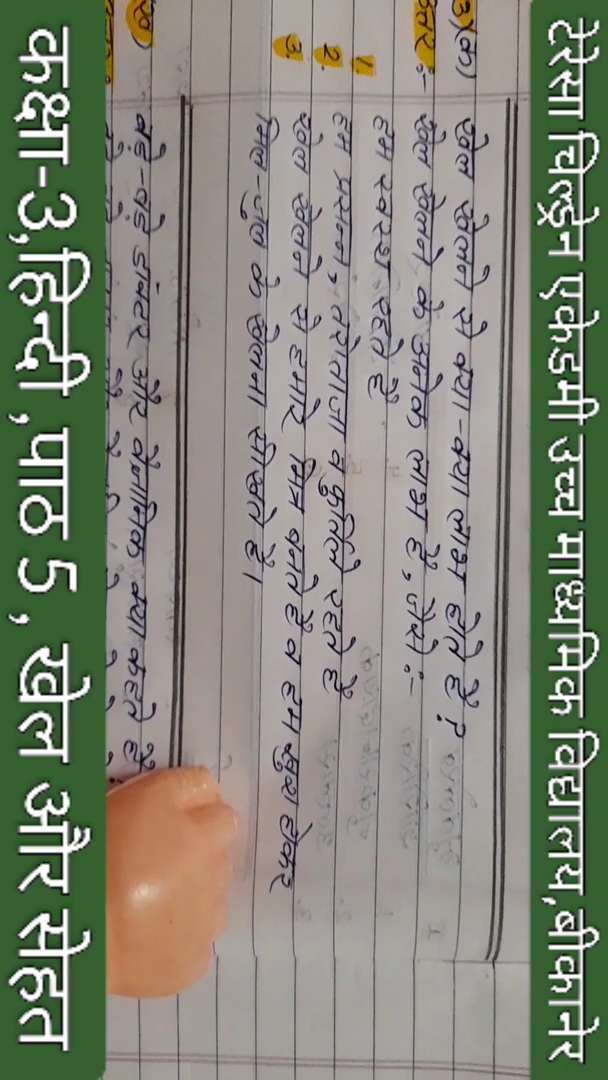 टेरेसा चिल्ड्रेन एकेडमी उच्च माध्यमिक विद्यालय,बीकानेर
3)(क) खेल खेलने से क्या-क्या लाभ होते हैं?
उत्तर:- खेल खेलने के अनेक लाभ हैं, जैसे:-
1. हम स्वस्थ रहते हैं
2. हम प्रसन्न, तरोताजा व फुर्तीले रहते हैं
3. खेल खेलने से हमारे मित्र बनते हैं व हम खुश होकर
मिल-जुल के खेलना सीखते हैं।
ख) बड़े-बड़े डॉक्टर और वैज्ञानिक क्या कहते हैं
कक्षा-3,हिन्दी,पाठ 5, खेल और सेहत